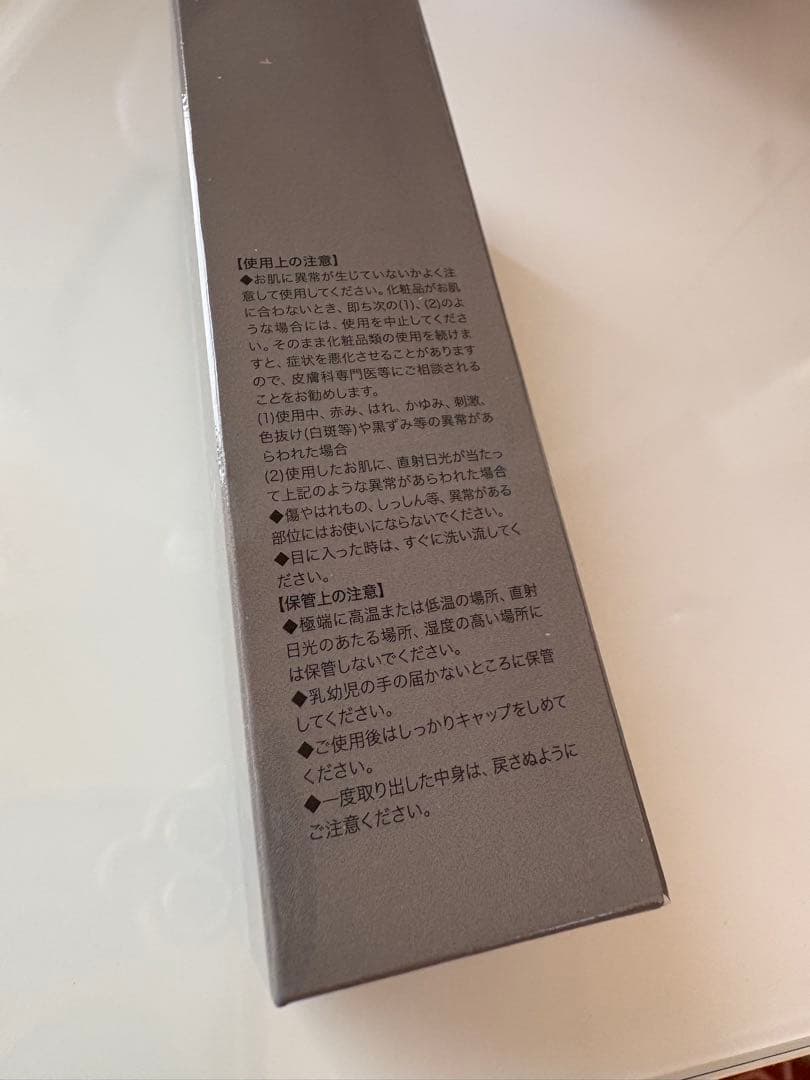 【使用上の注意】
◆お肌に異常が生じていないかよく注
意して使用してください。化粧品がお肌
に合わないとき、即ち次の(1)、(2)のよ
うな場合には、使用を中止してくださ
い。そのまま化粧品類の使用を続けま
すと、症状を悪化させることがあります
ので、皮膚科専門医等にご相談される
ことをお勧めします。
(1)使用中、赤み、はれ、かゆみ、刺激、
色抜け(白斑等)や黒ずみ等の異常があ
らわれた場合
(2)使用したお肌に、直射日光が当たっ
て上記のような異常があらわれた場合
◆傷やはれもの、しっしん等、異常がある
部位にはお使いにならないでください。
◆目に入った時は、すぐに洗い流してく
ださい。
【保管上の注意】
◆極端に高温または低温の場所、直射
日光のあたる場所、湿度の高い場所に
は保管しないでください。
◆乳幼児の手の届かないところに保管
してください。
◆ご使用後はしっかりキャップをしめて
ください。
◆一度取り出した中身は、戻さぬように
ご注意ください。